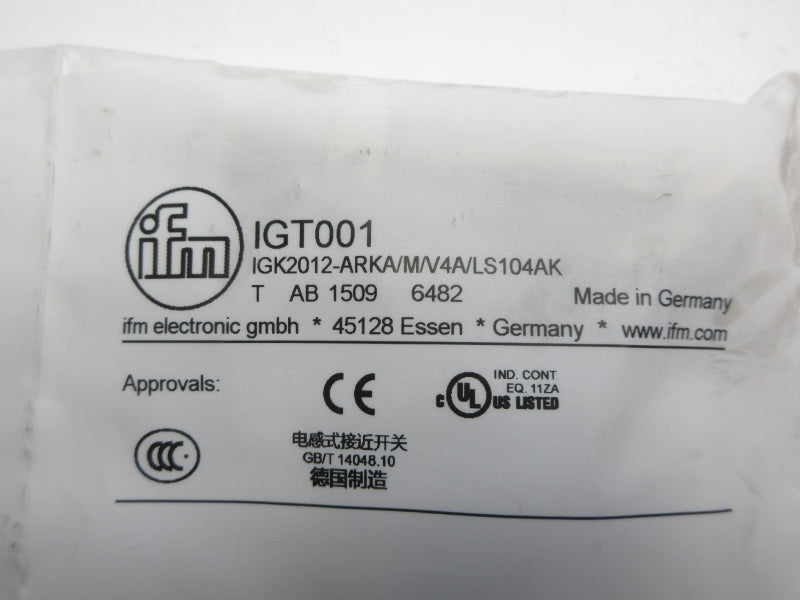 ifm IGT001
IGK2012-ARKA/M/V4A/LS104AK
T AB 1509 6482 Made in Germany
ifm electronic gmbh * 45128 Essen * Germany * www.ifm.com
Approvals:
CE
c UL US LISTED
IND. CONT
EQ. 11ZA
CCC
电感式接近开关
GB/T 14048.10
德国制造